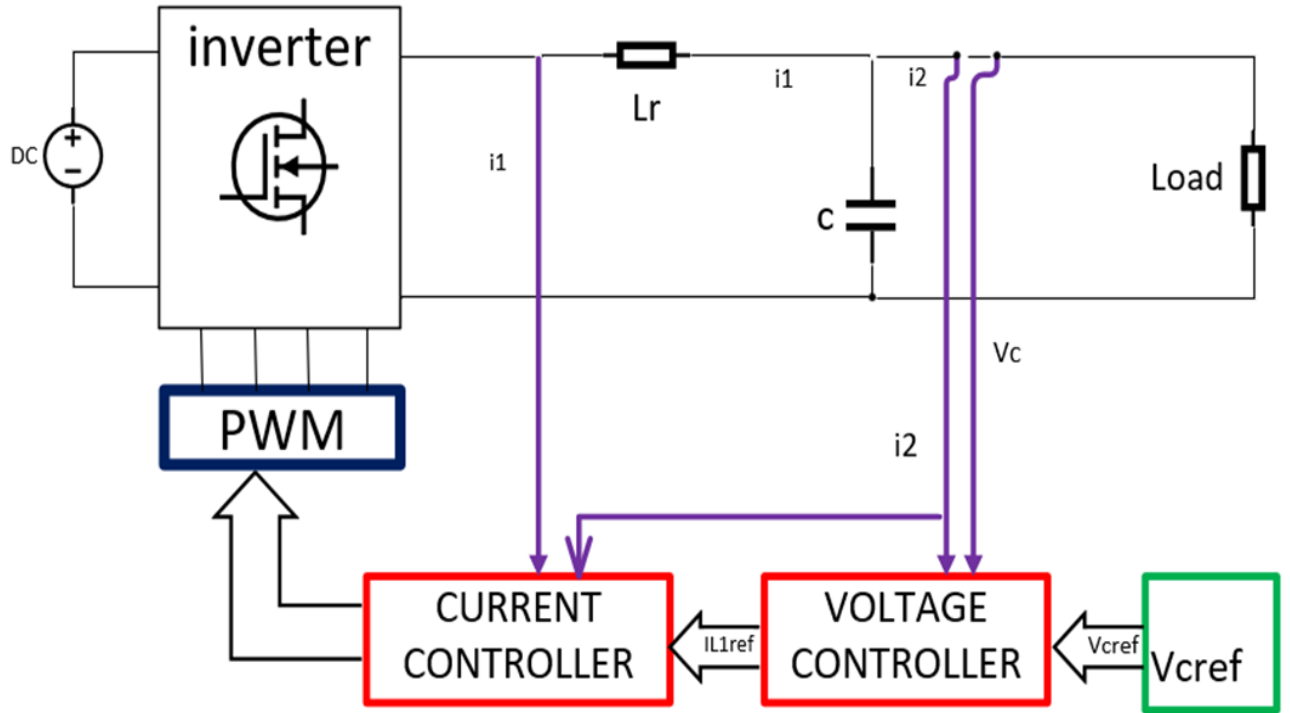 inverter
DC
+
−
Lr
i1
i2
i1
c
Load
Vc
PWM
i2
CURRENT
CONTROLLER
IL1ref
VOLTAGE
CONTROLLER
Vcref
Vcref